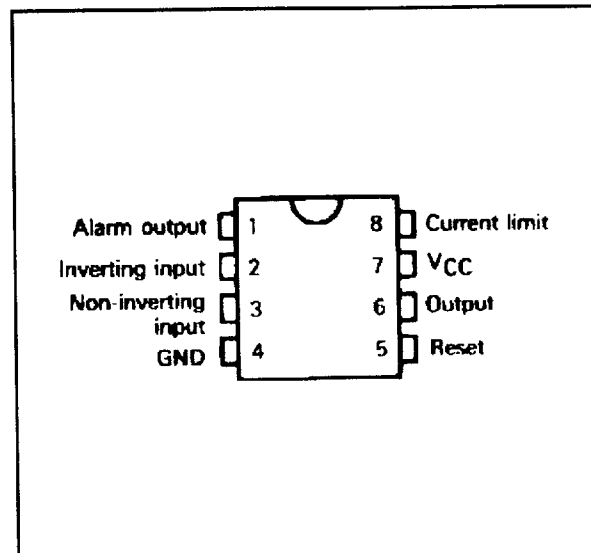 Alarm output 1 8 Current limit
Inverting input 2 7 VCC
Non-inverting
input 3 6 Output
GND 4 5 Reset